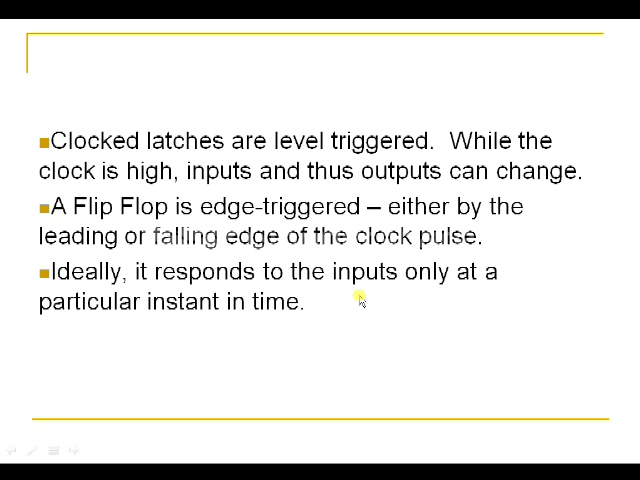 Clocked latches are level triggered. While the
clock is high, inputs and thus outputs can change.
A Flip Flop is edge-triggered – either by the
leading or falling edge of the clock pulse.
Ideally, it responds to the inputs only at a
particular instant in time.